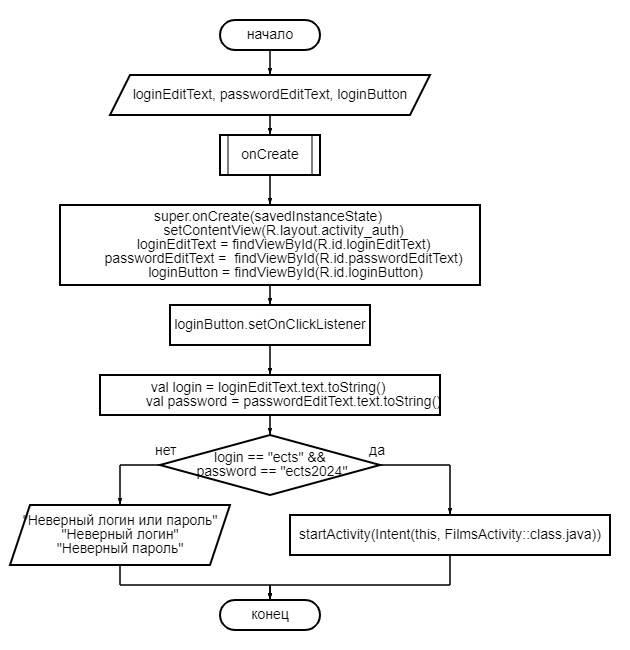 начало
loginEditText, passwordEditText, loginButton
onCreate
super.onCreate(savedInstanceState)
setContentView(R.layout.activity_auth)
loginEditText = findViewById(R.id.loginEditText)
passwordEditText = findViewById(R.id.passwordEditText)
loginButton = findViewById(R.id.loginButton)
loginButton.setOnClickListener
val login = loginEditText.text.toString()
val password = passwordEditText.text.toString()
нет
да
login == "ects" &&
password == "ects2024"
"Неверный логин или пароль"
"Неверный логин"
"Неверный пароль"
startActivity(Intent(this, FilmsActivity::class.java))
конец